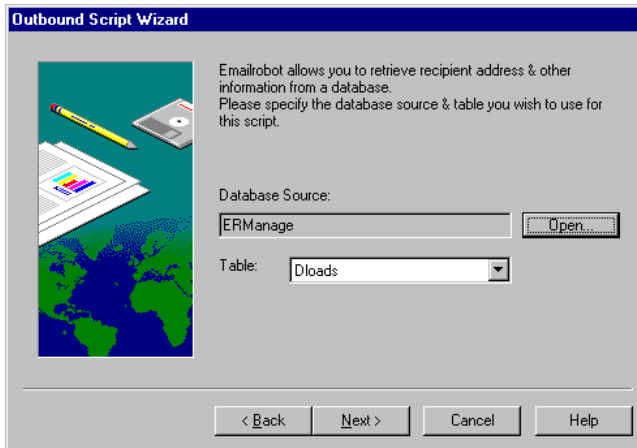 Outbound Script Wizard
Emailrobot allows you to retrieve recipient address & other
information from a database.
Please specify the database source & table you wish to use for
this script.
Database Source:
ERManage
Open...
Table:
Dloads
< Back
Next >
Cancel
Help